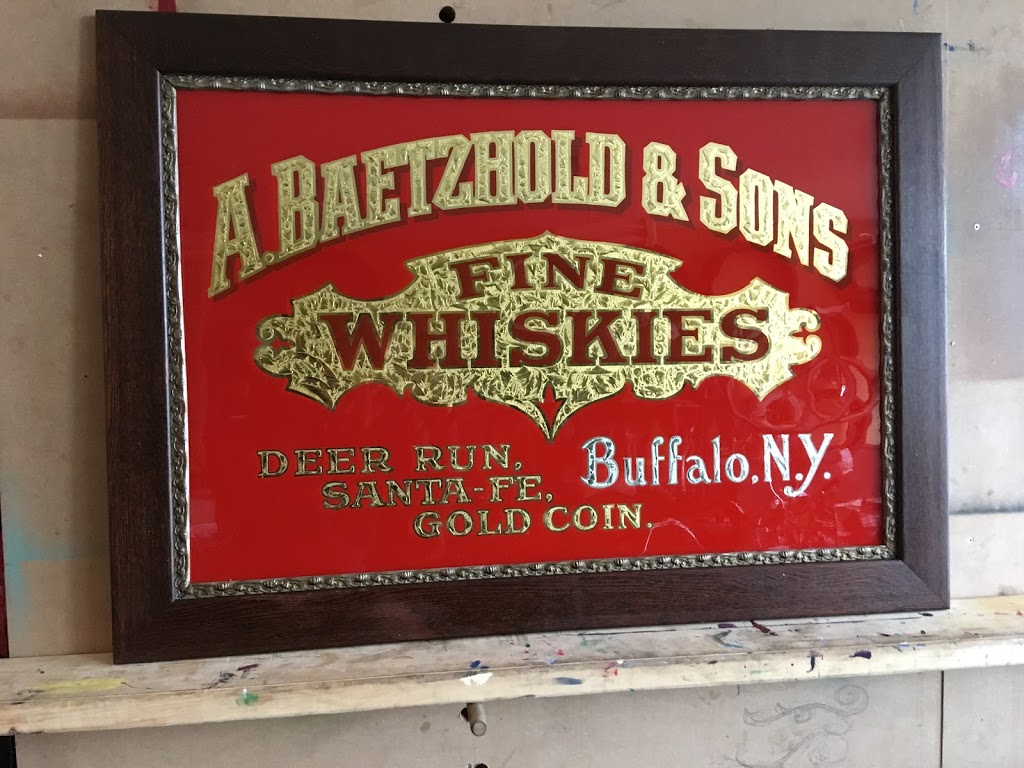 A. BAETZHOLD & SONS
FINE
WHISKIES
DEER RUN,
SANTA-FE,
GOLD COIN.
Buffalo, N.Y.